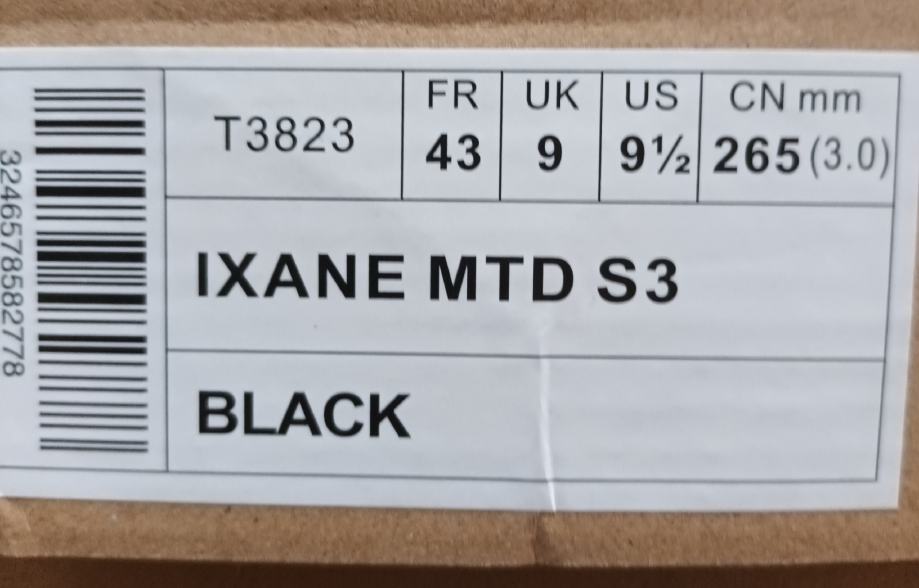 3246578582778
T3823
FR UK US CN mm
43 9 9½ 265(3.0)
IXANE MTD S3
BLACK